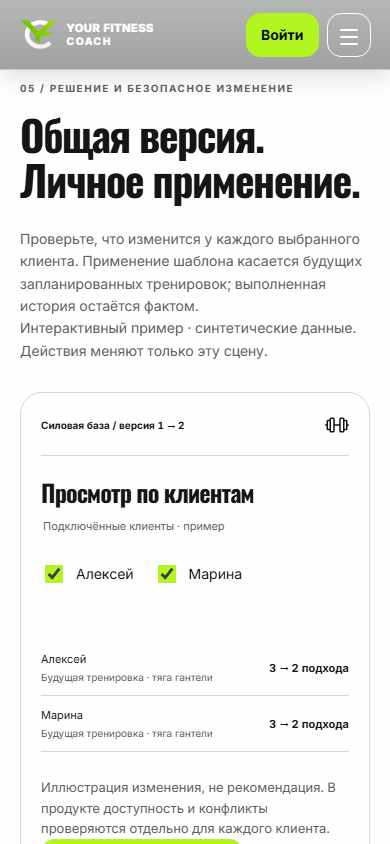 YOUR FITNESS
COACH
Войти
05 / РЕШЕНИЕ И БЕЗОПАСНОЕ ИЗМЕНЕНИЕ
Общая версия.
Личное применение.
Проверьте, что изменится у каждого выбранного
клиента. Применение шаблона касается будущих
запланированных тренировок; выполненная
история остаётся фактом.
Интерактивный пример · синтетические данные.
Действия меняют только эту сцену.
Силовая база / версия 1 → 2
Просмотр по клиентам
Подключённые клиенты · пример
Алексей Марина
Алексей
Будущая тренировка · тяга гантели
3 → 2 подхода
Марина
Будущая тренировка · тяга гантели
3 → 2 подхода
Иллюстрация изменения, не рекомендация. В
продукте доступность и конфликты
проверяются отдельно для каждого клиента.